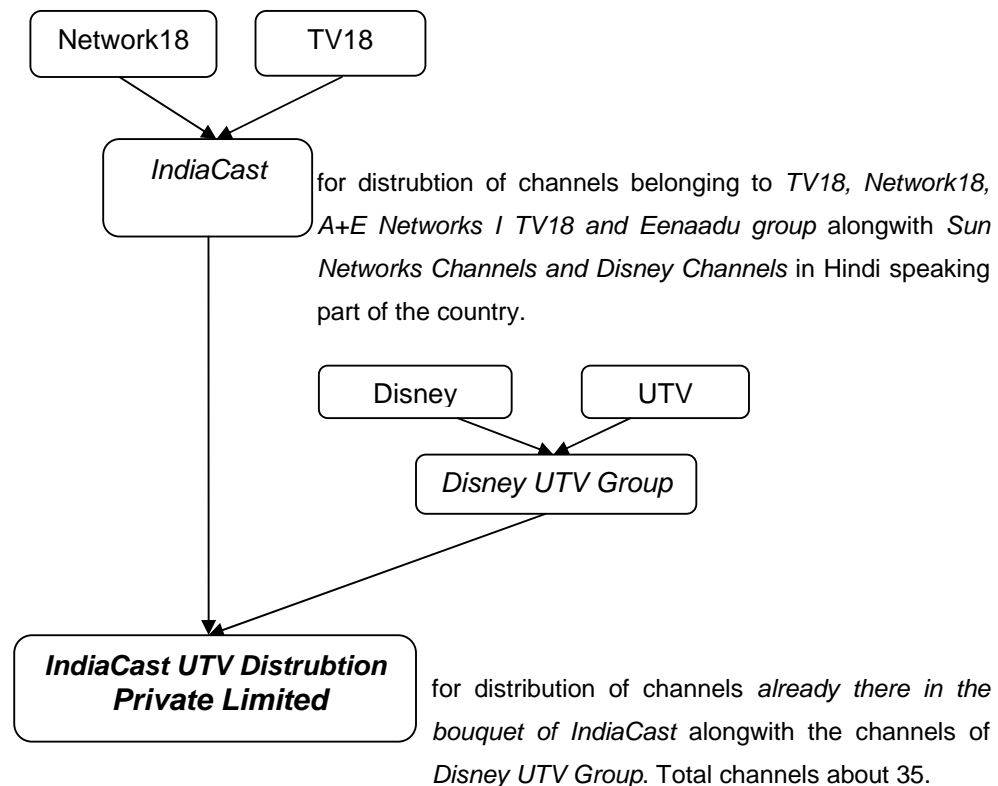 Network18
TV18
IndiaCast
for distrubtion of channels belonging to TV18, Network18,
A+E Networks I TV18 and Eenaadu group alongwith Sun
Networks Channels and Disney Channels in Hindi speaking
part of the country.
Disney
UTV
Disney UTV Group
IndiaCast UTV Distrubtion
Private Limited
for distribution of channels already there in the
bouquet of IndiaCast alongwith the channels of
Disney UTV Group. Total channels about 35.